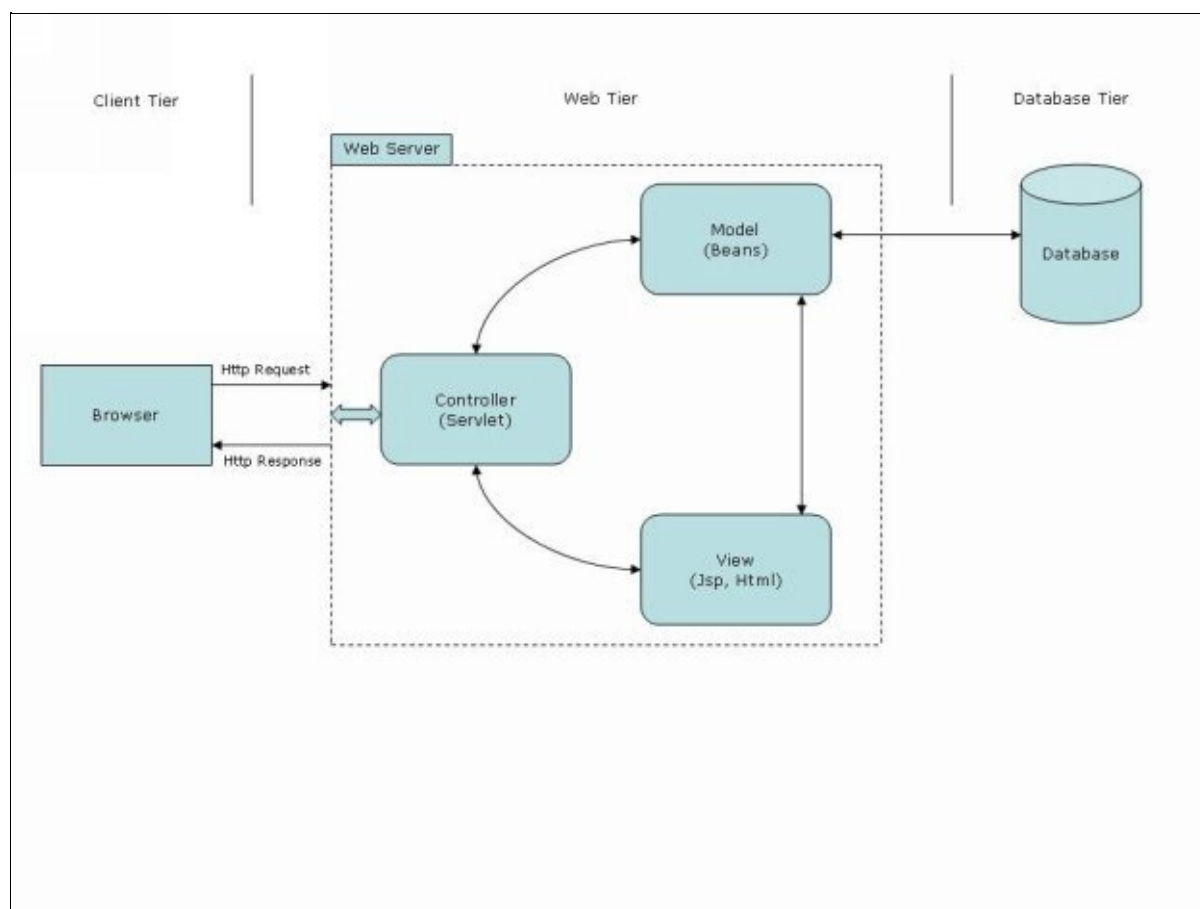 Client Tier
Web Tier
Database Tier
Web Server
Model
(Beans)
Database
Http Request
Browser
Controller
(Servlet)
Http Response
View
(Jsp, Html)